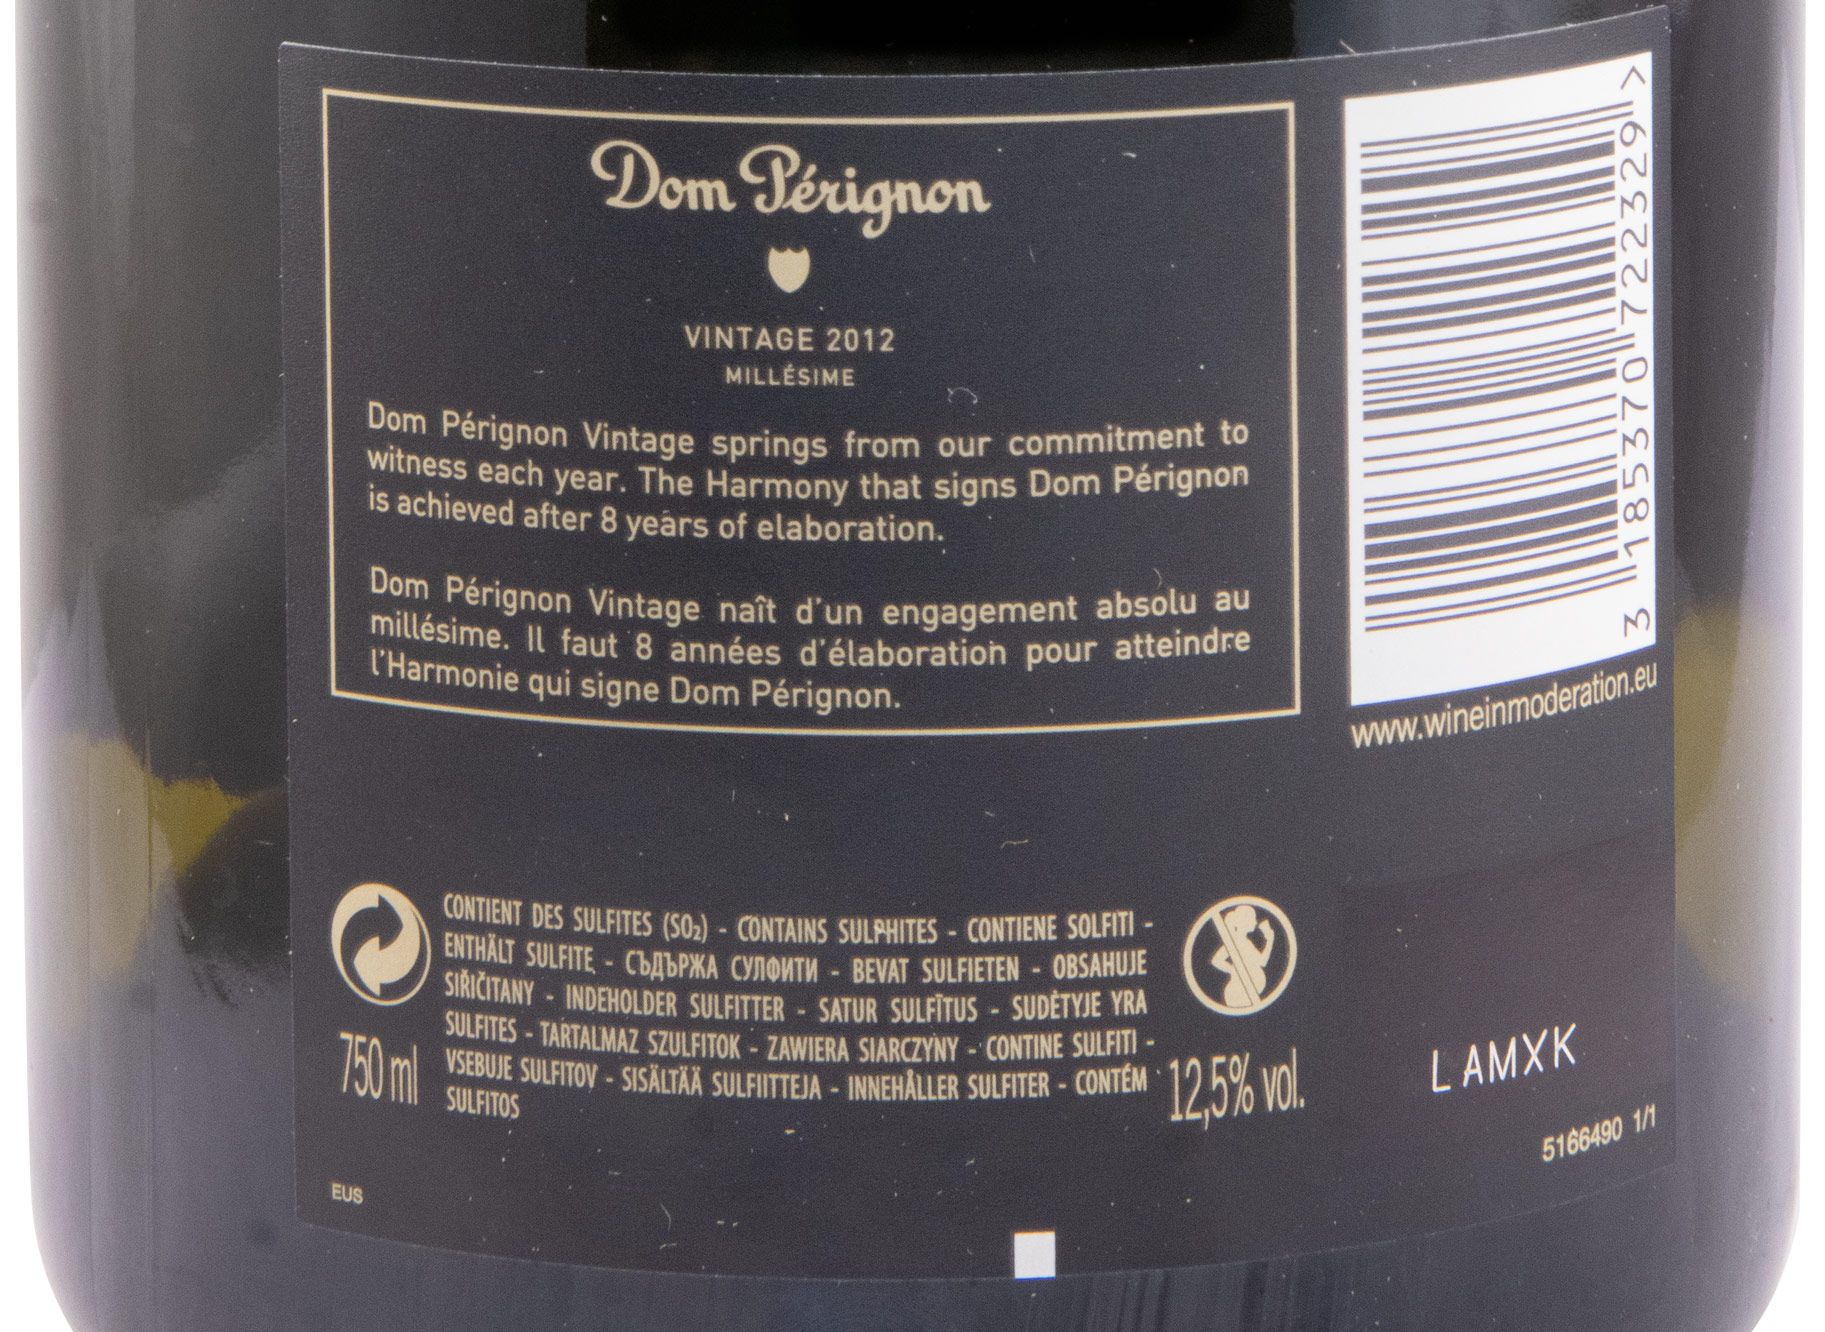 Dom Pérignon
VINTAGE 2012
MILLÉSIME
Dom Pérignon Vintage springs from our commitment to
witness each year. The Harmony that signs Dom Pérignon
is achieved after 8 years of elaboration.
Dom Pérignon Vintage naît d'un engagement absolu au
millésime. Il faut 8 années d'élaboration pour atteindre
l'Harmonie qui signe Dom Pérignon.
3 185370 722329 >
www.wineinmoderation.eu
CONTIENT DES SULFITES (SO₂) - CONTAINS SULPHITES - CONTIENE SOLFITI -
ENTHÄLT SULFITE - СЪДЪРЖА СУЛФИТИ - BEVAT SULFIETEN - OBSAHUJE
SIŘIČITANY - INDEHOLDER SULFITTER - SATUR SULFĪTUS - SUDĖTYJE YRA
SULFITES - TARTALMAZ SZULFITOK - ZAWIERA SIARCZYNY - CONTINE SULFITI -
VSEBUJE SULFITOV - SISÄLTÄÄ SULFIITTEJA - INNEHÅLLER SULFITER - CONTÉM
SULFITOS
750 ml
12,5% vol.
L AMXK
5166490 1/1
EUS